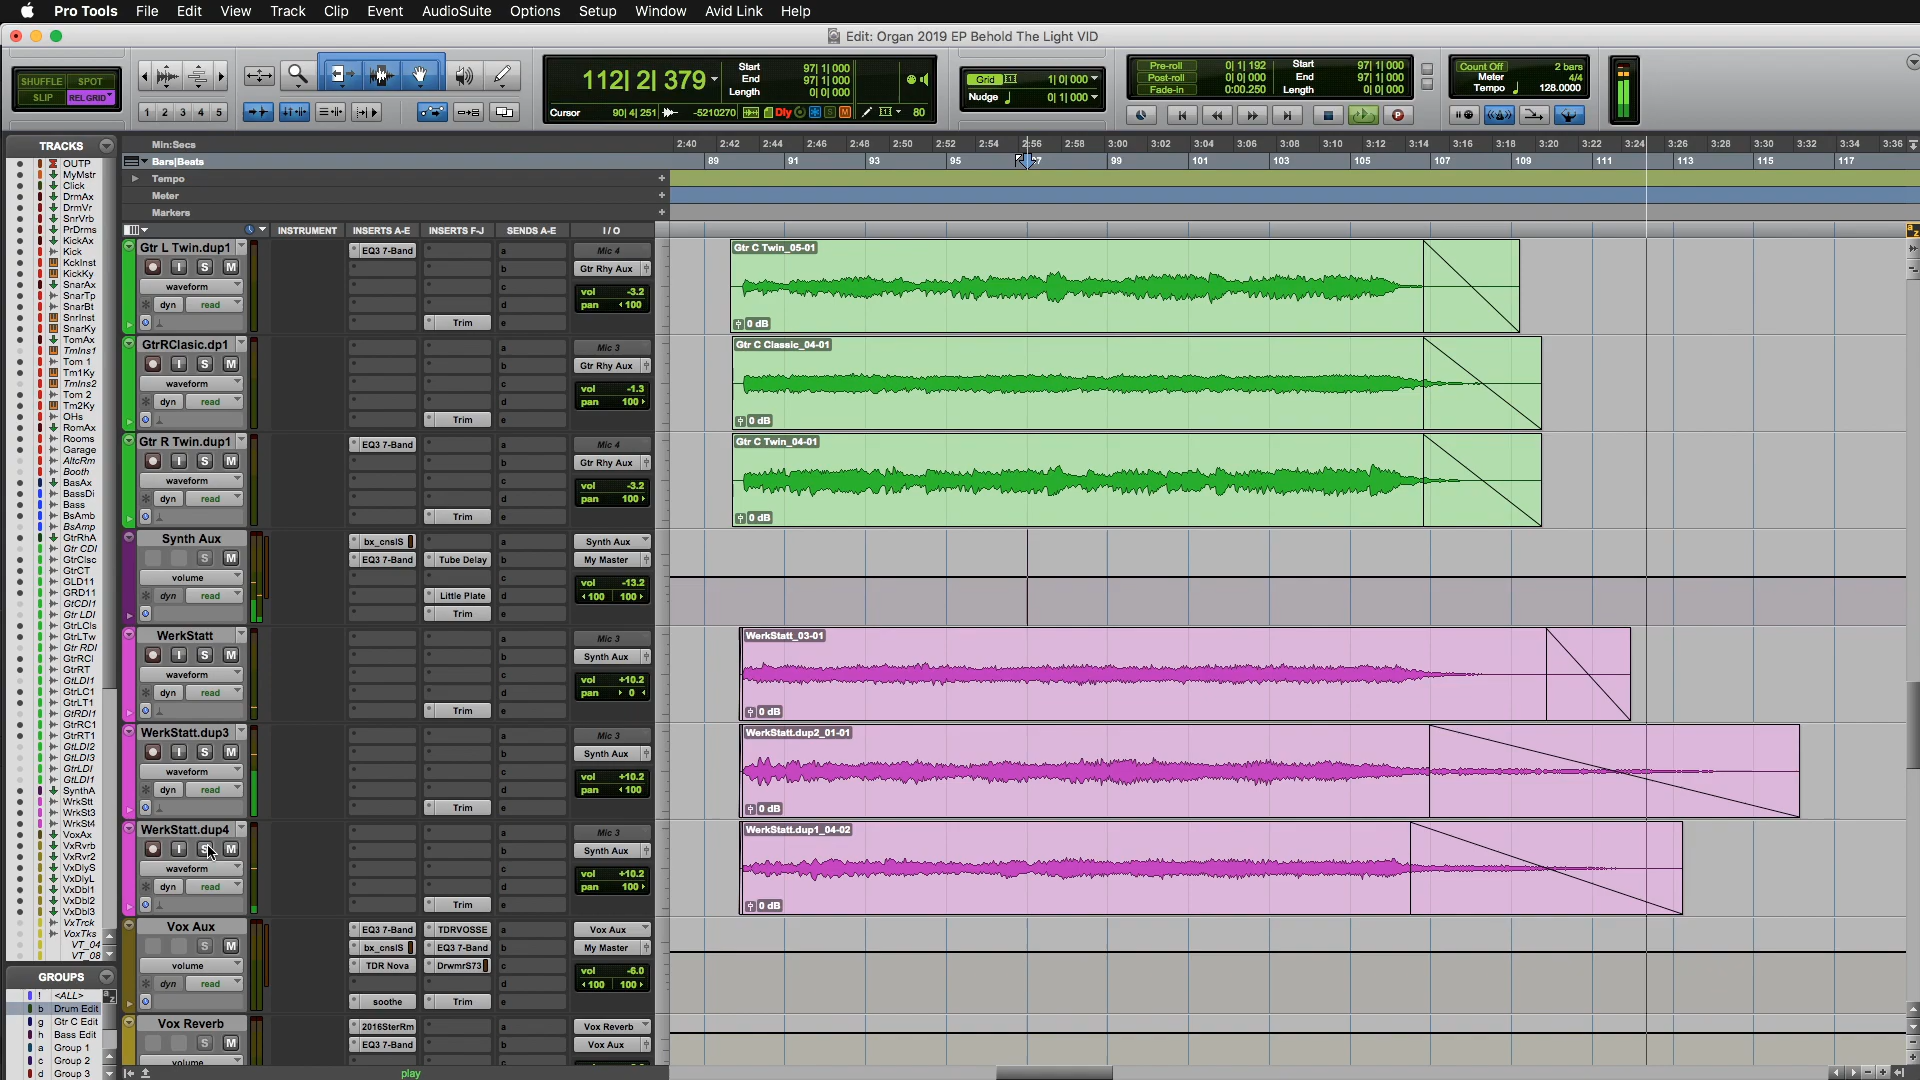 Pro Tools File Edit View Track Clip Event AudioSuite Options Setup Window Avid Link Help
Edit: Organ 2019 EP Behold The Light VID
SHUFFLE SPOT
SLIP REL GRID
1 2 3 4 5
112| 2| 379
Start 97| 1| 000
End 97| 1| 000
Length 0| 0| 000
Cursor 90| 4| 251 -5210270 Dly 80
Grid 1| 0| 000
Nudge 0| 1| 000
Pre-roll 0| 1| 192 Start 97| 1| 000
Post-roll 0| 0| 000 End 97| 1| 000
Fade-in 0:00.250 Length 0| 0| 000
Count Off 2 bars
Meter 4/4
Tempo 128.0000
TRACKS
OUTP
MyMstr
Click
DrmAx
DrmVr
SnrVrb
PrDrms
KickAx
Kick
KckInst
KickKy
SnarAx
SnarTp
SnarBt
SnrInst
SnarKy
TomAx
TmIns1
Tom 1
Tm1Ky
TmIns2
Tom 2
Tm2Ky
OHs
RomAx
Rooms
Garage
AltcRm
Booth
BasAx
BassDi
Bass
BsAmb
BsAmp
GtrRhA
Gtr CDI
GtrClsc
GtrCT
GLD11
GRD11
GtCDI1
Gtr LDI
GtrLCls
GtrLTw
Gtr RDI
GtrRCl
GtrRT
GtLDI1
GtrLC1
GtrLT1
GtRDI1
GtrRC1
GtrRT1
GtLDI2
GtLDI3
GtrLDI
GtLDI1
SynthA
WrkStt
WrkSt3
WrkSt4
VoxAx
VxRvrb
VxRvr2
VxDlyS
VxDlyL
VxDbl1
VxDbl2
VxDbl3
VxTrck
VoxTks
VT_04
VT_08
GROUPS
! <ALL>
b Drum Edit
g Gtr C Edit
h Bass Edit
a Group 1
c Group 2
d Group 3
Min:Secs 2:40 2:42 2:44 2:46 2:48 2:50 2:52 2:54 2:56 2:58 3:00 3:02 3:04 3:06 3:08 3:10 3:12 3:14 3:16 3:18 3:20 3:22 3:24 3:26 3:28 3:30 3:32 3:34 3:36
Bars|Beats 89 91 93 95 97 99 101 103 105 107 109 111 113 115 117
Tempo
Meter
Markers
INSTRUMENT INSERTS A-E INSERTS F-J SENDS A-E I / O
Gtr L Twin.dup1 EQ3 7-Band a Mic 4 Gtr C Twin_05-01
I S M b Gtr Rhy Aux
waveform c vol -3.2
dyn read d pan 100
Trim e 0 dB
GtrRClasic.dp1 a Mic 3 Gtr C Classic_04-01
I S M b Gtr Rhy Aux
waveform c vol -1.3
dyn read d pan 100
Trim e 0 dB
Gtr R Twin.dup1 EQ3 7-Band a Mic 4 Gtr C Twin_04-01
I S M b Gtr Rhy Aux
waveform c vol -3.2
dyn read d pan 100
Trim e 0 dB
Synth Aux bx_cnslS a Synth Aux
S M EQ3 7-Band Tube Delay b My Master
volume c vol -13.2
dyn read Little Plate d 100 100
Trim e
WerkStatt a Mic 3 WerkStatt_03-01
I S M b Synth Aux
waveform c vol +10.2
dyn read d pan 0
Trim e 0 dB
WerkStatt.dup3 a Mic 3 WerkStatt.dup2_01-01
I S M b Synth Aux
waveform c vol +10.2
dyn read d pan 100
Trim e 0 dB
WerkStatt.dup4 a Mic 3 WerkStatt.dup1_04-02
I S M b Synth Aux
waveform c vol +10.2
dyn read d pan 100
Trim e 0 dB
Vox Aux EQ3 7-Band TDRVOSSE a Vox Aux
S M bx_cnslS EQ3 7-Band b My Master
volume TDR Nova DrwmrS73 c vol -6.0
dyn read d 100 100
soothe Trim e
Vox Reverb 2016SterRm a Vox Reverb
S M EQ3 7-Band b Vox Aux
volume c
play